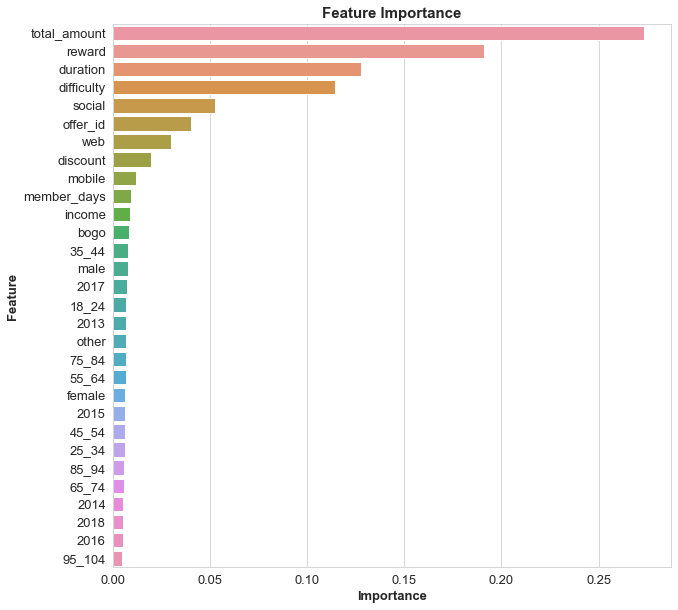 Feature Importance
total_amount
reward
duration
difficulty
social
offer_id
web
discount
mobile
member_days
income
bogo
35_44
male
2017
18_24
2013
other
75_84
55_64
female
2015
45_54
25_34
85_94
65_74
2014
2018
2016
95_104
Feature
0.00 0.05 0.10 0.15 0.20 0.25
Importance